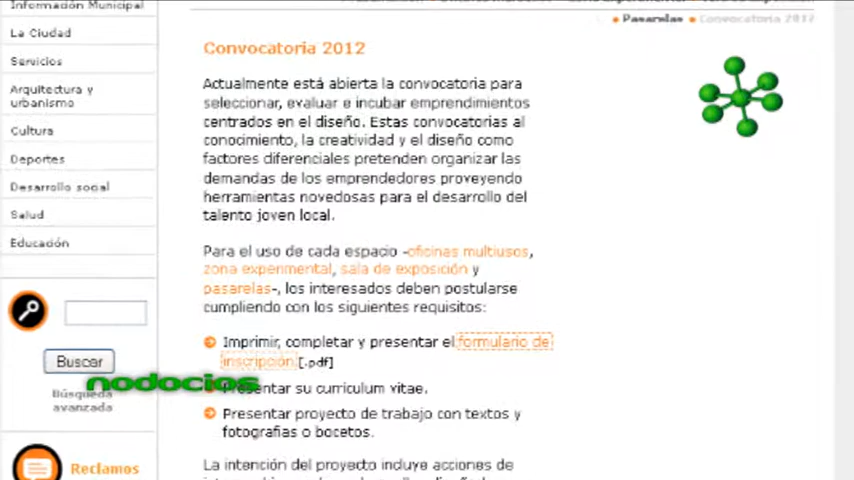 Información Municipal
La Ciudad
Servicios
Arquitectura y
urbanismo
Cultura
Deportes
Desarrollo social
Salud
Educación
Buscar
Búsqueda
avanzada
nodocios
Reclamos
Pasarelas Convocatoria 2012
Convocatoria 2012
Actualmente está abierta la convocatoria para
seleccionar, evaluar e incubar emprendimientos
centrados en el diseño. Estas convocatorias al
conocimiento, la creatividad y el diseño como
factores diferenciales pretenden organizar las
demandas de los emprendedores proveyendo
herramientas novedosas para el desarrollo del
talento joven local.
Para el uso de cada espacio -oficinas multiusos,
zona experimental, sala de exposición y
pasarelas-, los interesados deben postularse
cumpliendo con los siguientes requisitos:
Imprimir, completar y presentar el formulario de
inscripción [.pdf]
Presentar su curriculum vitae.
Presentar proyecto de trabajo con textos y
fotografías o bocetos.
La intención del proyecto incluye acciones de